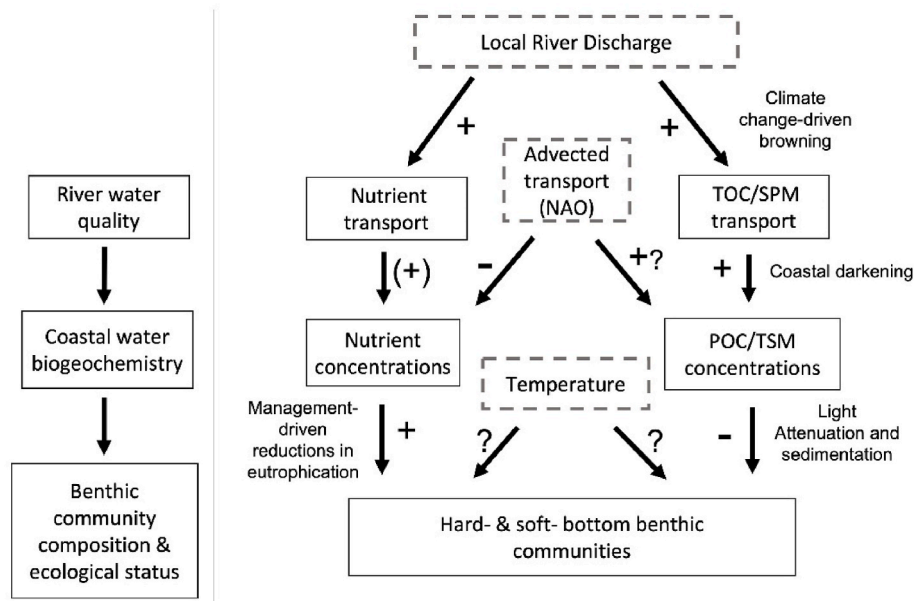 River water
quality
Coastal water
biogeochemistry
Benthic
community
composition &
ecological status
Local River Discharge
+
+
Climate
change-driven
browning
Advected
transport
(NAO)
Nutrient
transport
TOC/SPM
transport
(+)
-
+?
+
Coastal darkening
Nutrient
concentrations
POC/TSM
concentrations
Temperature
Management-
driven
reductions in
eutrophication
+
?
?
-
Light
Attenuation and
sedimentation
Hard- & soft- bottom benthic
communities